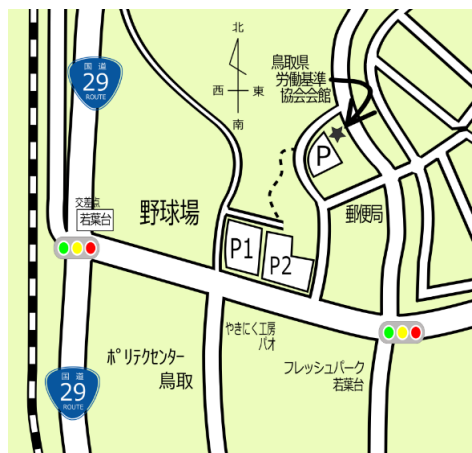 国道
29
ROUTE
北
西 東
南
鳥取県
労働基準
協会会館
P
交差点
若葉台
野球場
郵便局
P1
P2
やきにく工房
パオ
ポリテクセンター
鳥取
フレッシュパーク
若葉台
国道
29
ROUTE